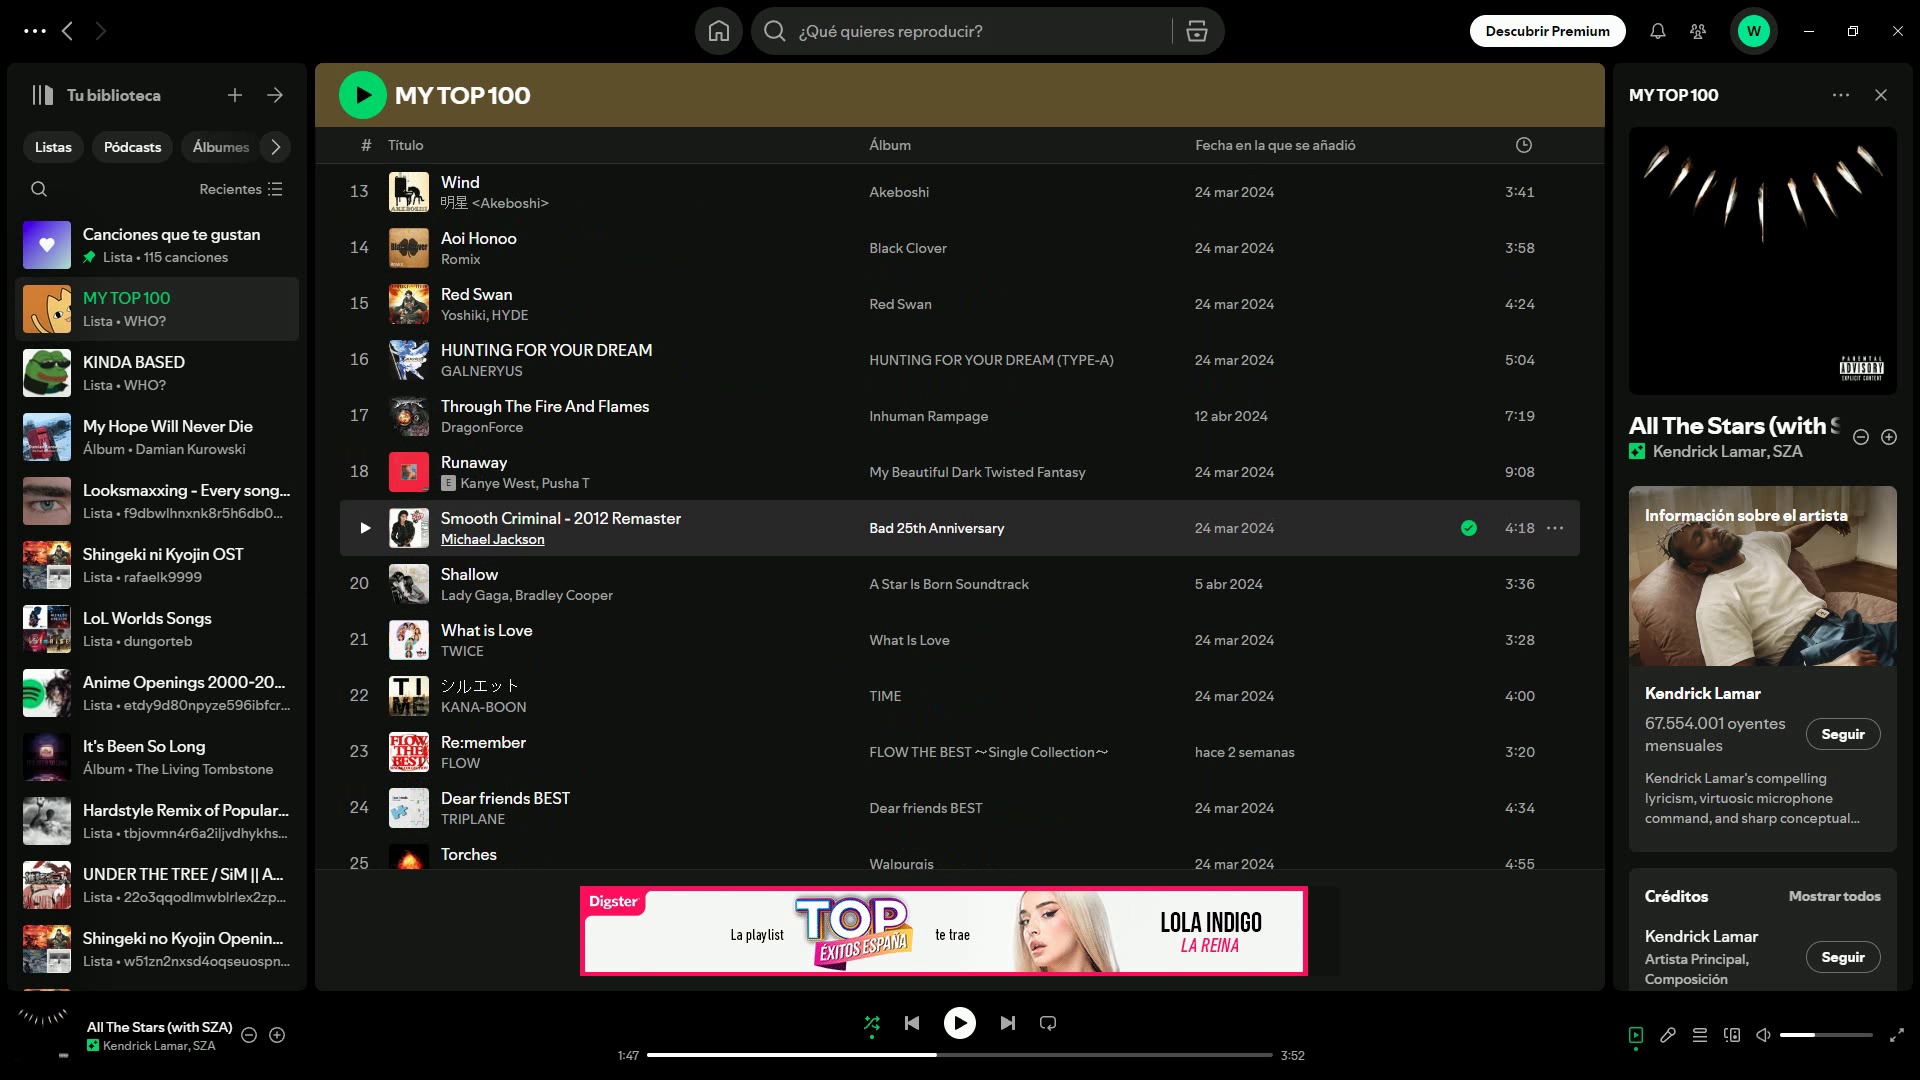 ¿Qué quieres reproducir?
Descubrir Premium
W
Tu biblioteca
Listas
Pódcasts
Álbumes
Recientes
Canciones que te gustan
Lista • 115 canciones
MY TOP 100
Lista • WHO?
KINDA BASED
Lista • WHO?
My Hope Will Never Die
Álbum • Damian Kurowski
Looksmaxxing - Every song...
Lista • f9dbwlhnxnk8r5h6db0...
Shingeki ni Kyojin OST
Lista • rafaelk9999
LoL Worlds Songs
Lista • dungorteb
Anime Openings 2000-20...
Lista • etdy9d80npyze596ibfcr...
It's Been So Long
Álbum • The Living Tombstone
Hardstyle Remix of Popular...
Lista • tbjovmn4r6a2iljvdhykhs...
UNDER THE TREE / SiM || A...
Lista • 22o3qqodlmwblrlex2zp...
Shingeki no Kyojin Openin...
Lista • w51zn2nxsd4oqseuospn...
MY TOP 100
# Título Álbum Fecha en la que se añadió
13 Wind Akeboshi 24 mar 2024 3:41
明星 <Akeboshi>
14 Aoi Honoo Black Clover 24 mar 2024 3:58
Romix
15 Red Swan Red Swan 24 mar 2024 4:24
Yoshiki, HYDE
16 HUNTING FOR YOUR DREAM HUNTING FOR YOUR DREAM (TYPE-A) 24 mar 2024 5:04
GALNERYUS
17 Through The Fire And Flames Inhuman Rampage 12 abr 2024 7:19
DragonForce
18 Runaway My Beautiful Dark Twisted Fantasy 24 mar 2024 9:08
E Kanye West, Pusha T
Smooth Criminal - 2012 Remaster Bad 25th Anniversary 24 mar 2024 4:18
Michael Jackson
20 Shallow A Star Is Born Soundtrack 5 abr 2024 3:36
Lady Gaga, Bradley Cooper
21 What is Love What Is Love 24 mar 2024 3:28
TWICE
22 シルエット TIME 24 mar 2024 4:00
KANA-BOON
23 Re:member FLOW THE BEST ～Single Collection～ hace 2 semanas 3:20
FLOW
24 Dear friends BEST Dear friends BEST 24 mar 2024 4:34
TRIPLANE
25 Torches Walpurgis 24 mar 2024 4:55
Digster
La playlist
TOP
ÉXITOS ESPAÑA
te trae
LOLA INDIGO
LA REINA
MY TOP 100
PARENTAL
ADVISORY
EXPLICIT CONTENT
All The Stars (with S
Kendrick Lamar, SZA
Información sobre el artista
Kendrick Lamar
67.554.001 oyentes
mensuales
Seguir
Kendrick Lamar's compelling
lyricism, virtuosic microphone
command, and sharp conceptual...
Créditos
Mostrar todos
Kendrick Lamar
Artista Principal,
Composición
Seguir
All The Stars (with SZA)
Kendrick Lamar, SZA
1:47
3:52